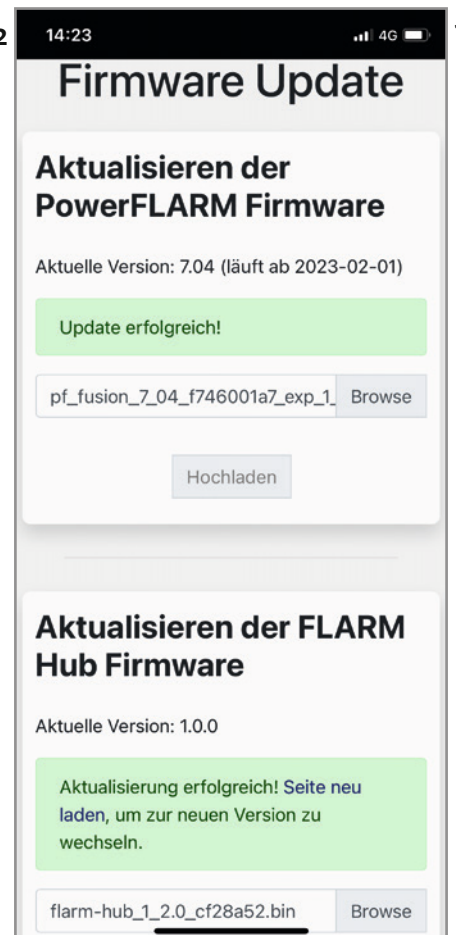 2
14:23
4G
Firmware Update
Aktualisieren der
PowerFLARM Firmware
Aktuelle Version: 7.04 (läuft ab 2023-02-01)
Update erfolgreich!
pf_fusion_7_04_f746001a7_exp_1_ Browse
Hochladen
Aktualisieren der FLARM
Hub Firmware
Aktuelle Version: 1.0.0
Aktualisierung erfolgreich! Seite neu
laden, um zur neuen Version zu
wechseln.
flarm-hub_1_2.0_cf28a52.bin Browse